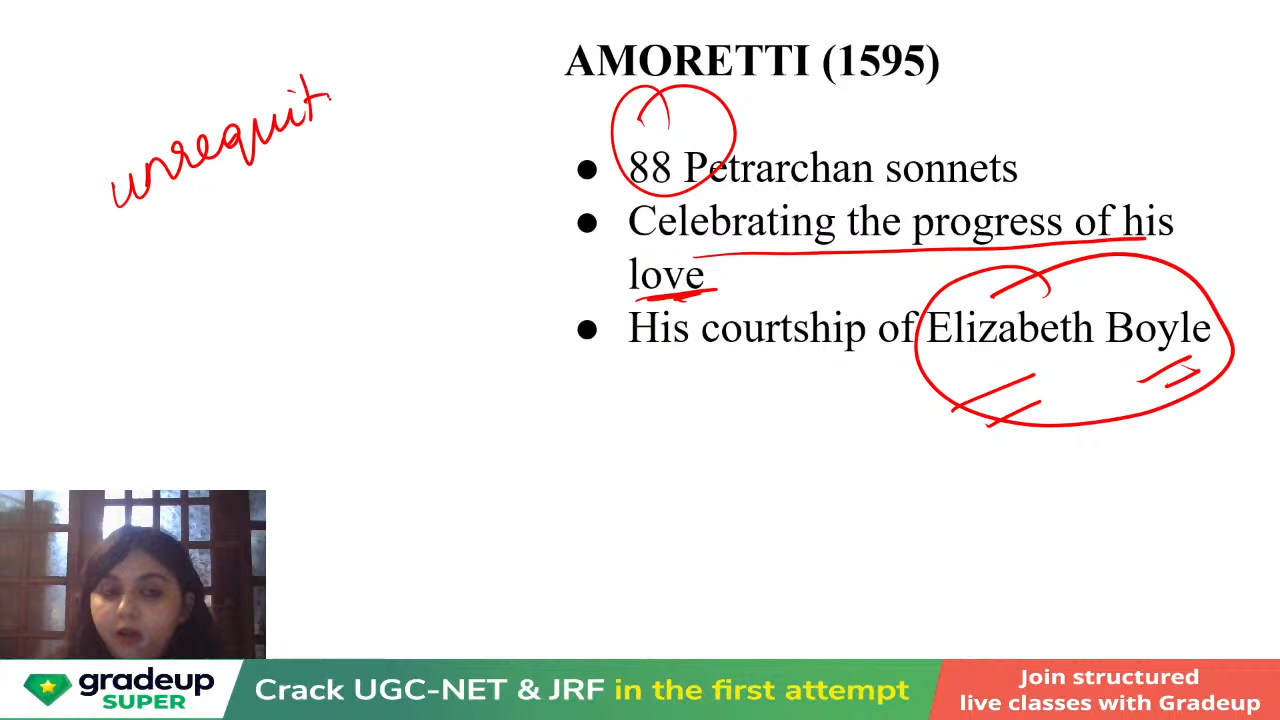 AMORETTI (1595)
unrequit
● 88 Petrarchan sonnets
● Celebrating the progress of his
love
● His courtship of Elizabeth Boyle
gradeup
SUPER
Crack UGC-NET & JRF in the first attempt
Join structured
live classes with Gradeup